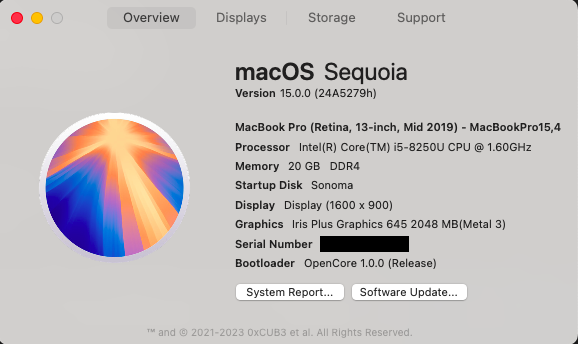 Overview Displays Storage Support
macOS Sequoia
Version 15.0.0 (24A5279h)
MacBook Pro (Retina, 13-inch, Mid 2019) - MacBookPro15,4
Processor Intel(R) Core(TM) i5-8250U CPU @ 1.60GHz
Memory 20 GB DDR4
Startup Disk Sonoma
Display Display (1600 x 900)
Graphics Iris Plus Graphics 645 2048 MB(Metal 3)
Serial Number
Bootloader OpenCore 1.0.0 (Release)
System Report... Software Update...
™ and © 2021-2023 0xCUB3 et al. All Rights Reserved.